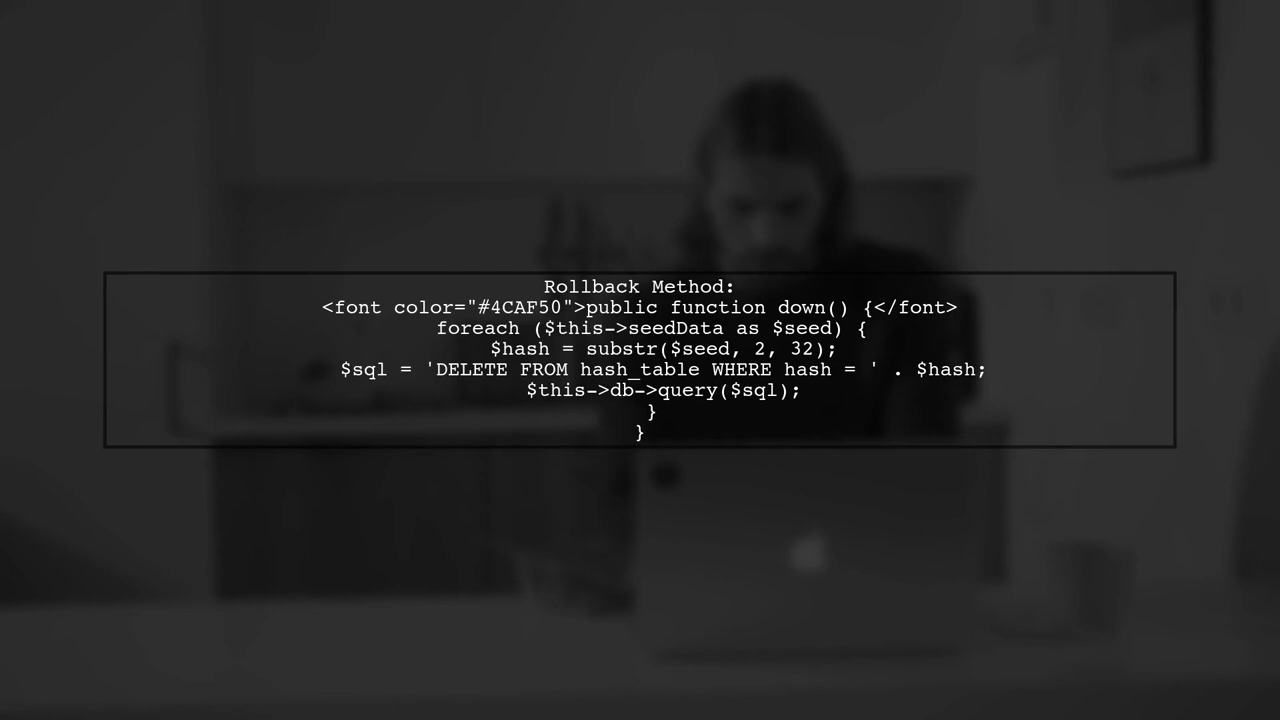 Rollback Method:
<font color="#4CAF50">public function down() {</font>
foreach ($this->seedData as $seed) {
$hash = substr($seed, 2, 32);
$sql = 'DELETE FROM hash_table WHERE hash = ' . $hash;
$this->db->query($sql);
}
}